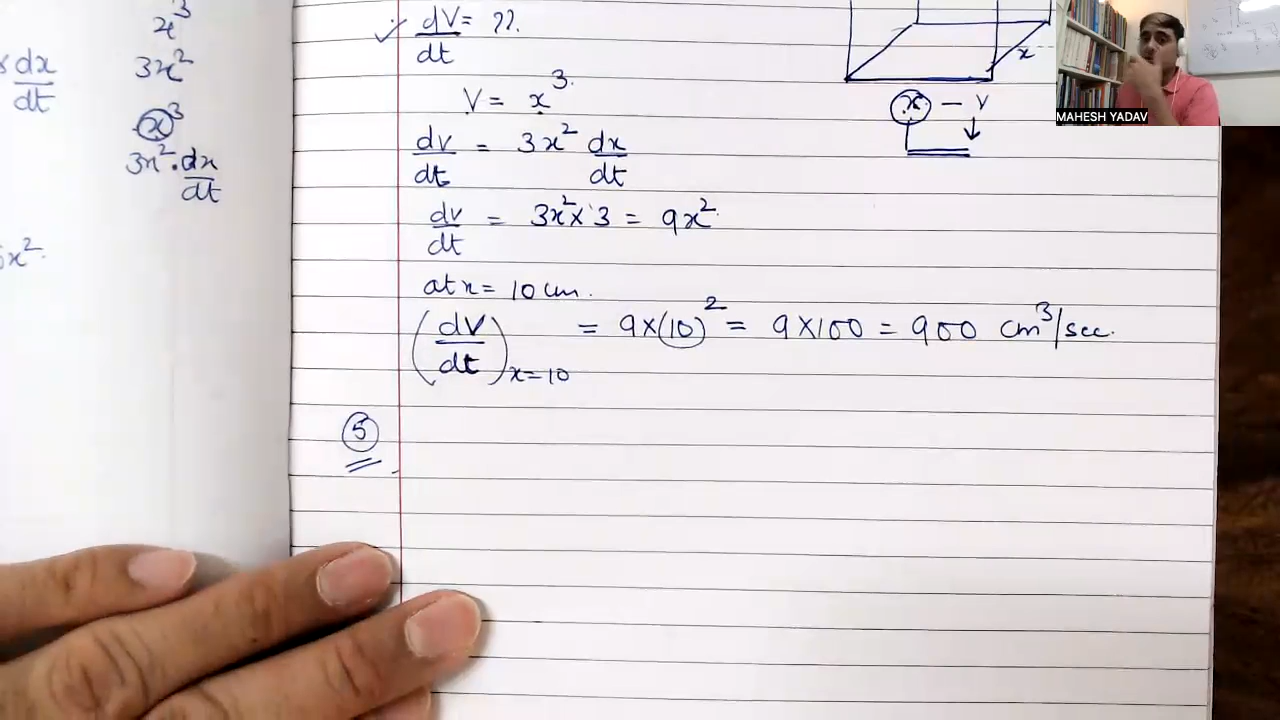 x³
3x²
x³
3x².dx/dt
dx/dt
x²
dV/dt = ??
V = x³.
dv/dt = 3x² dx/dt
dv/dt = 3x² × 3 = 9x².
at x = 10 cm.
(dV/dt)x=10 = 9×(10)² = 9×100 = 900 cm³/sec.
5
x
x – v
MAHESH YADAV